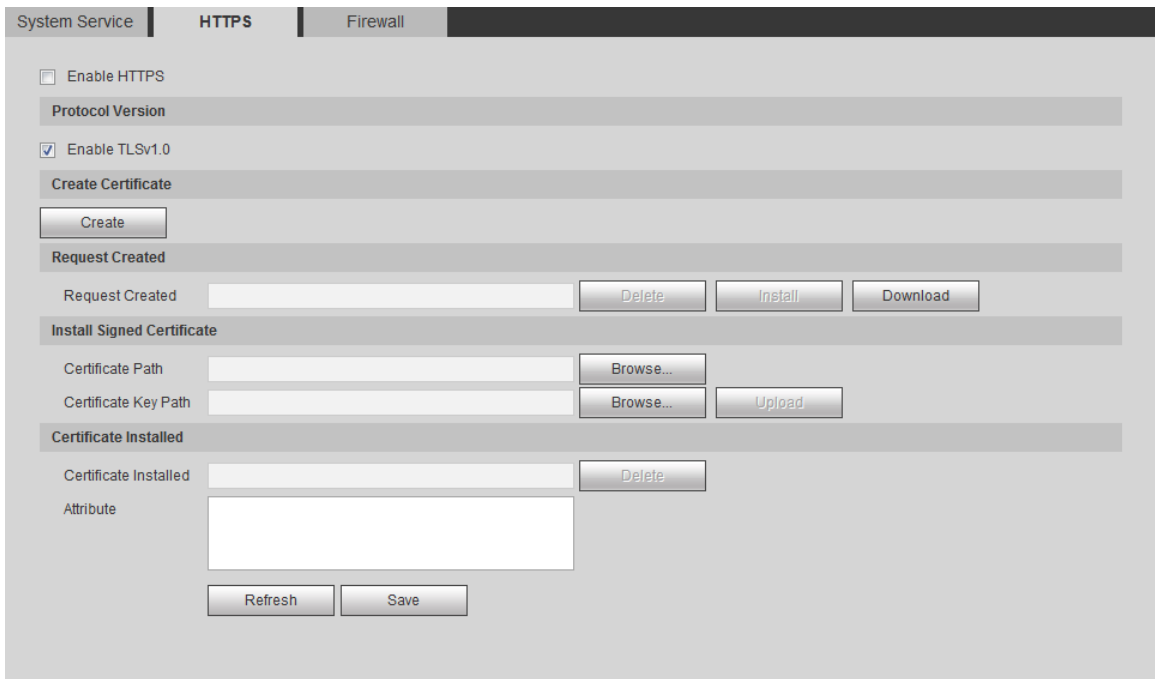 System Service HTTPS Firewall
Enable HTTPS
Protocol Version
Enable TLSv1.0
Create Certificate
Create
Request Created
Request Created Delete Install Download
Install Signed Certificate
Certificate Path Browse...
Certificate Key Path Browse... Upload
Certificate Installed
Certificate Installed Delete
Attribute
Refresh Save